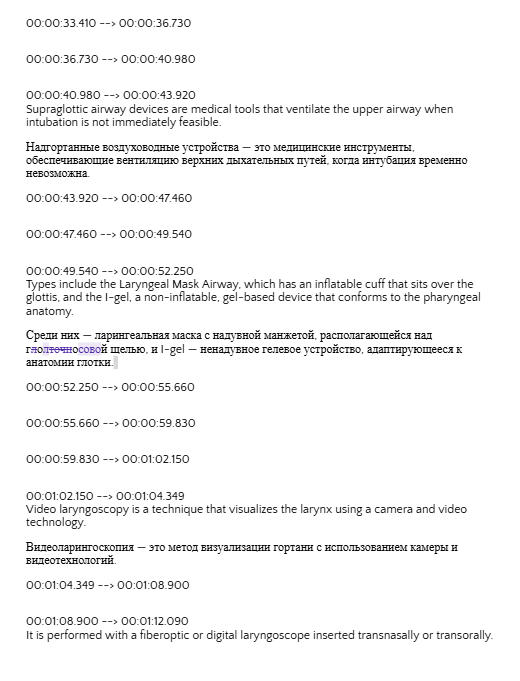 00:00:33.410 --> 00:00:36.730
00:00:36.730 --> 00:00:40.980
00:00:40.980 --> 00:00:43.920
Supraglottic airway devices are medical tools that ventilate the upper airway when
intubation is not immediately feasible.
Надгортанные воздуховодные устройства – это медицинские инструменты,
обеспечивающие вентиляцию верхних дыхательных путей, когда интубация временно
невозможна.
00:00:43.920 --> 00:00:47.460
00:00:47.460 --> 00:00:49.540
00:00:49.540 --> 00:00:52.250
Types include the Laryngeal Mask Airway, which has an inflatable cuff that sits over the
glottis, and the I-gel, a non-inflatable, gel-based device that conforms to the pharyngeal
anatomy.
Среди них – ларингеальная маска с надувной манжетой, располагающейся над
щелью, и I-gel – ненадувное гелевое устройство, адаптирующееся к
анатомии глотки.
00:00:52.250 --> 00:00:55.660
00:00:55.660 --> 00:00:59.830
00:00:59.830 --> 00:01:02.150
00:01:02.150 --> 00:01:04.349
Video laryngoscopy is a technique that visualizes the larynx using a camera and video
technology.
Видеоларингоскопия – это метод визуализации гортани с использованием камеры и
видеотехнологий.
00:01:04.349 --> 00:01:08.900
00:01:08.900 --> 00:01:12.090
It is performed with a fiberoptic or digital laryngoscope inserted transnasally or transorally.